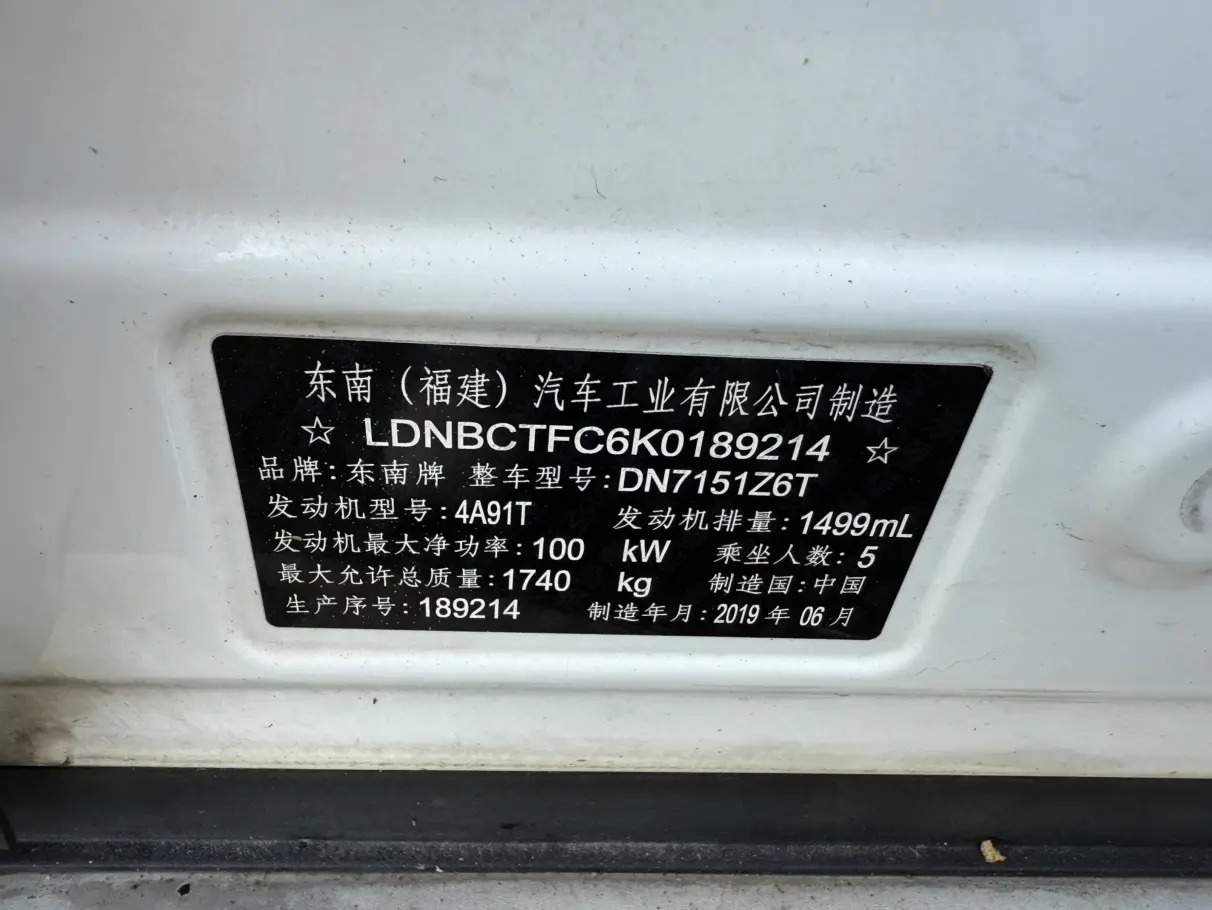 东南（福建）汽车工业有限公司制造
☆ LDNBCTFC6K0189214 ☆
品牌：东南牌 整车型号：DN7151Z6T
发动机型号：4A91T 发动机排量：1499mL
发动机最大净功率：100 kW 乘坐人数：5
最大允许总质量：1740 kg 制造国：中国
生产序号：189214 制造年月：2019年06月